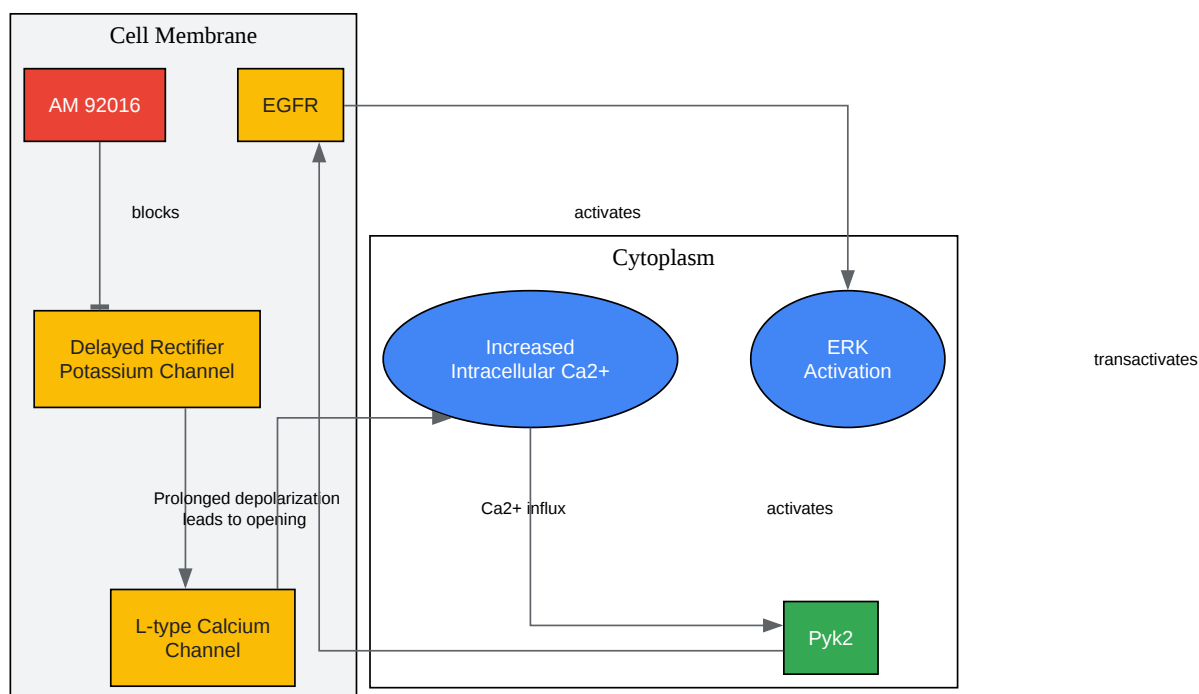 Cell Membrane
AM 92016
EGFR
blocks
activates
Cytoplasm
Delayed Rectifier
Potassium Channel
Increased
Intracellular Ca2+
ERK
Activation
transactivates
Prolonged depolarization
leads to opening
Ca2+ influx
activates
L-type Calcium
Channel
Pyk2